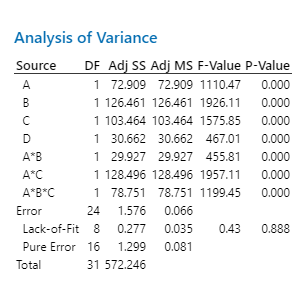 Analysis of Variance
Source DF Adj SS Adj MS F-Value P-Value
A 1 72.909 72.909 1110.47 0.000
B 1 126.461 126.461 1926.11 0.000
C 1 103.464 103.464 1575.85 0.000
D 1 30.662 30.662 467.01 0.000
A*B 1 29.927 29.927 455.81 0.000
A*C 1 128.496 128.496 1957.11 0.000
A*B*C 1 78.751 78.751 1199.45 0.000
Error 24 1.576 0.066
Lack-of-Fit 8 0.277 0.035 0.43 0.888
Pure Error 16 1.299 0.081
Total 31 572.246